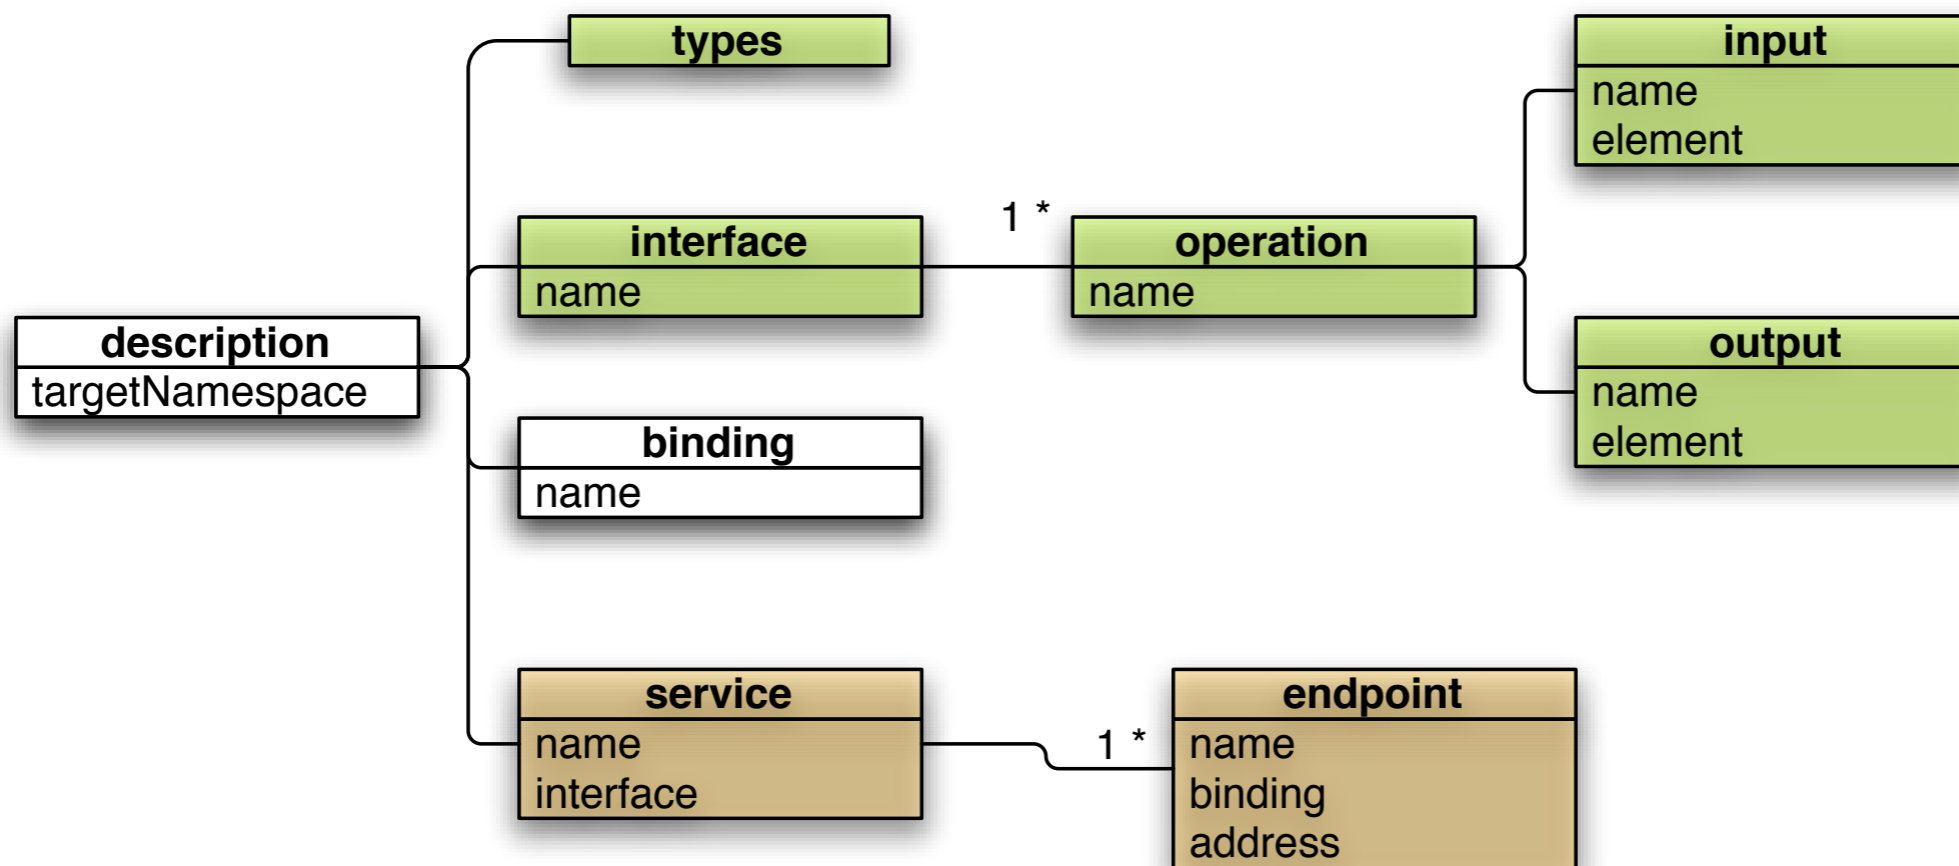 types
input
name
element
interface
name
1 *
operation
name
description
targetNamespace
output
name
element
binding
name
service
name
interface
1 *
endpoint
name
binding
address